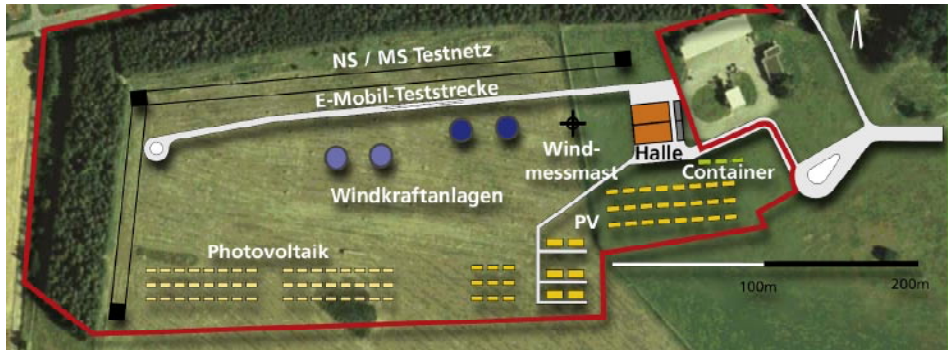 NS / MS Testnetz
E-Mobil-Teststrecke
Wind-
messmast
Halle
Container
Windkraftanlagen
PV
Photovoltaik
100m
200m